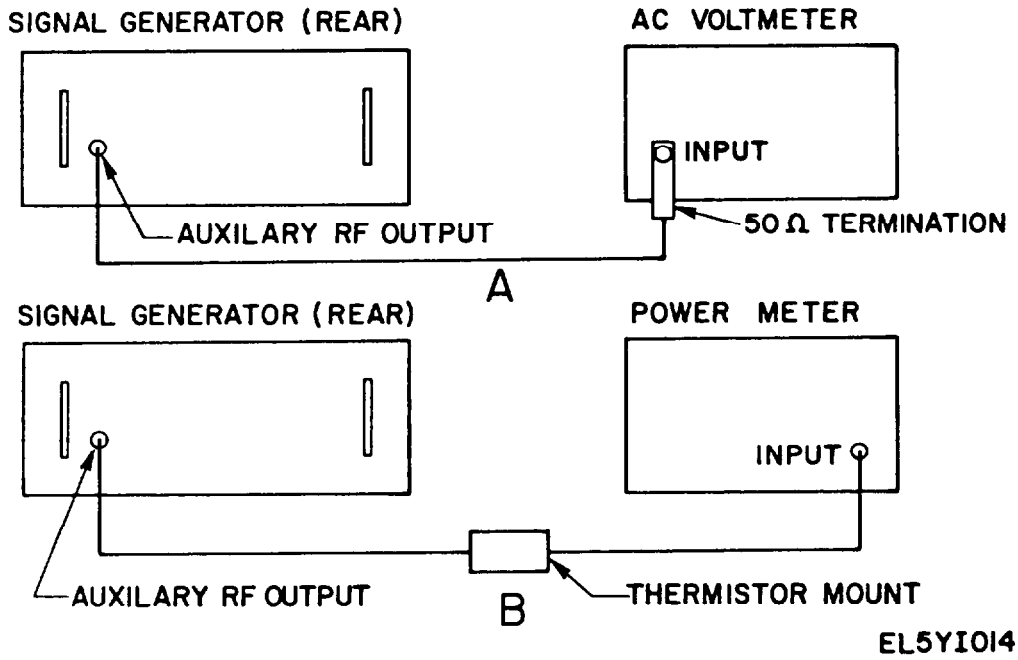 SIGNAL GENERATOR (REAR)
AC VOLTMETER
INPUT
AUXILARY RF OUTPUT
50 Ω TERMINATION
A
SIGNAL GENERATOR (REAR)
POWER METER
INPUT
AUXILARY RF OUTPUT
THERMISTOR MOUNT
B
EL5YI014